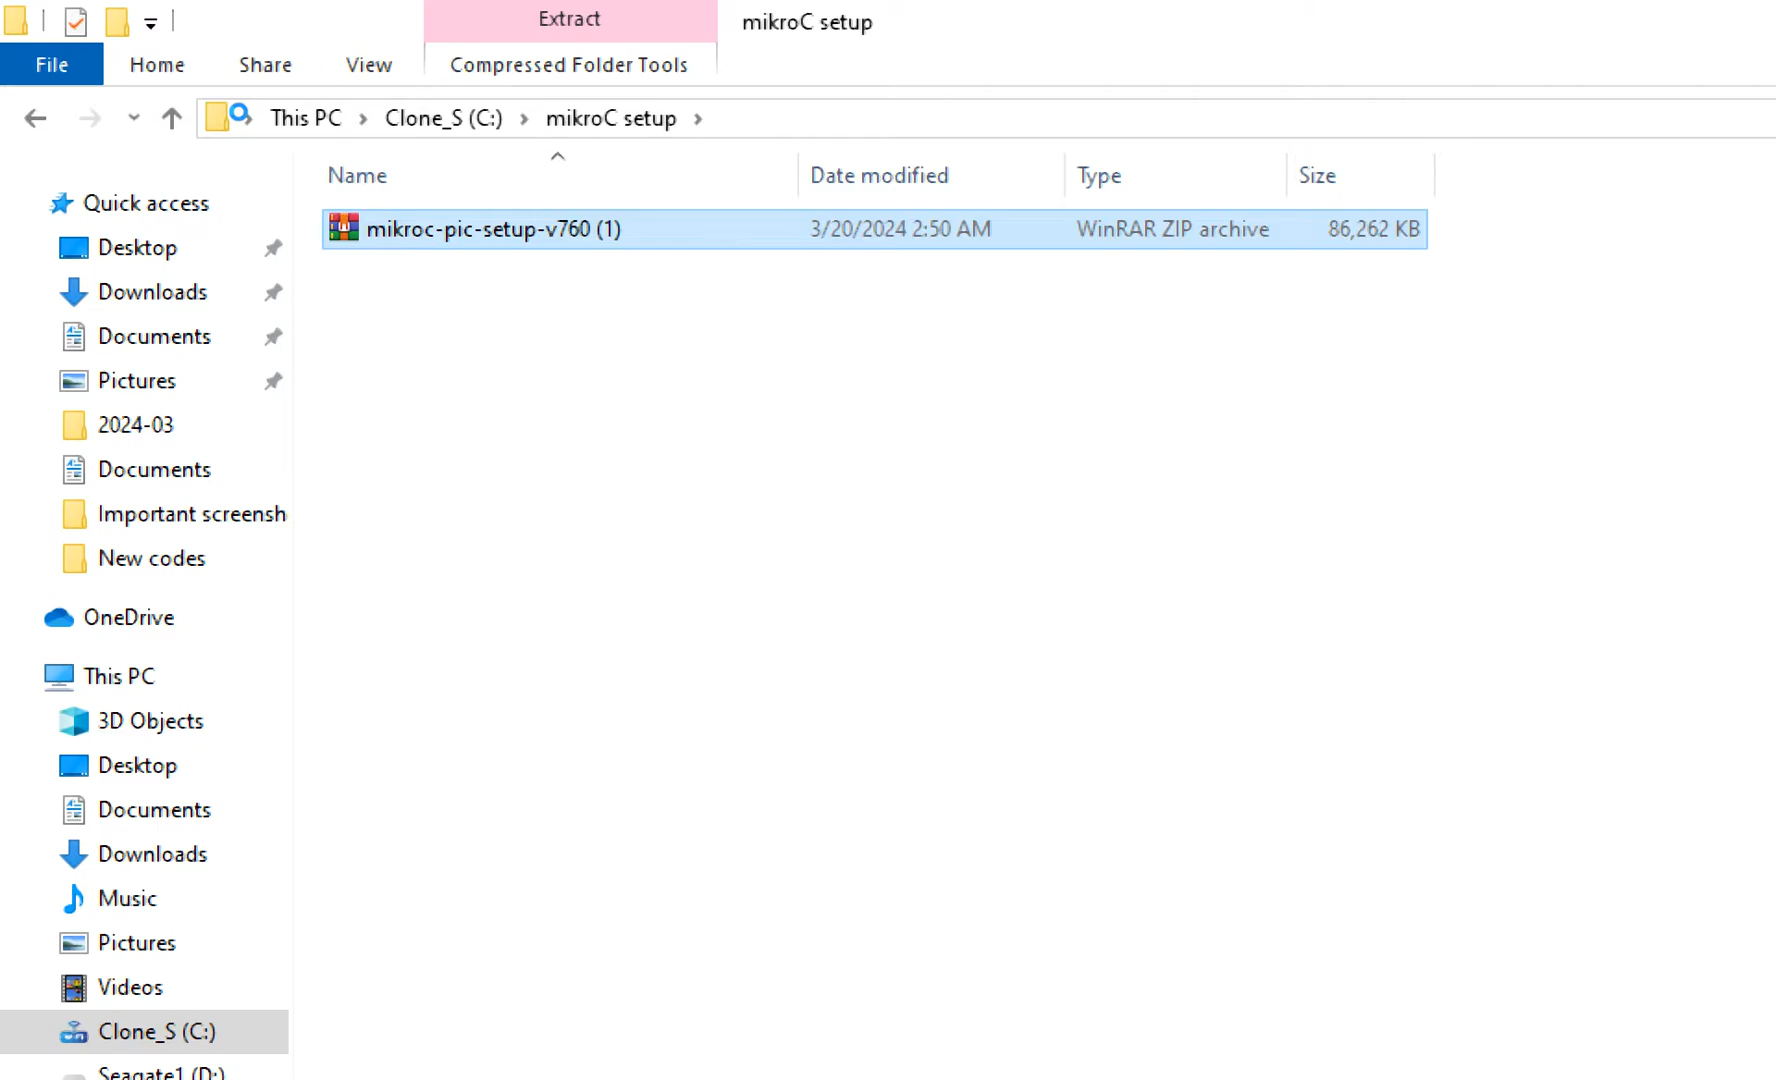 Extract
mikroC setup
File
Home
Share
View
Compressed Folder Tools
This PC
Clone_S (C:)
mikroC setup
Name
Date modified
Type
Size
mikroc-pic-setup-v760 (1)
3/20/2024 2:50 AM
WinRAR ZIP archive
86,262 KB
Quick access
Desktop
Downloads
Documents
Pictures
2024-03
Documents
Important screensh
New codes
OneDrive
This PC
3D Objects
Desktop
Documents
Downloads
Music
Pictures
Videos
Clone_S (C:)
Seagate1 (D:)